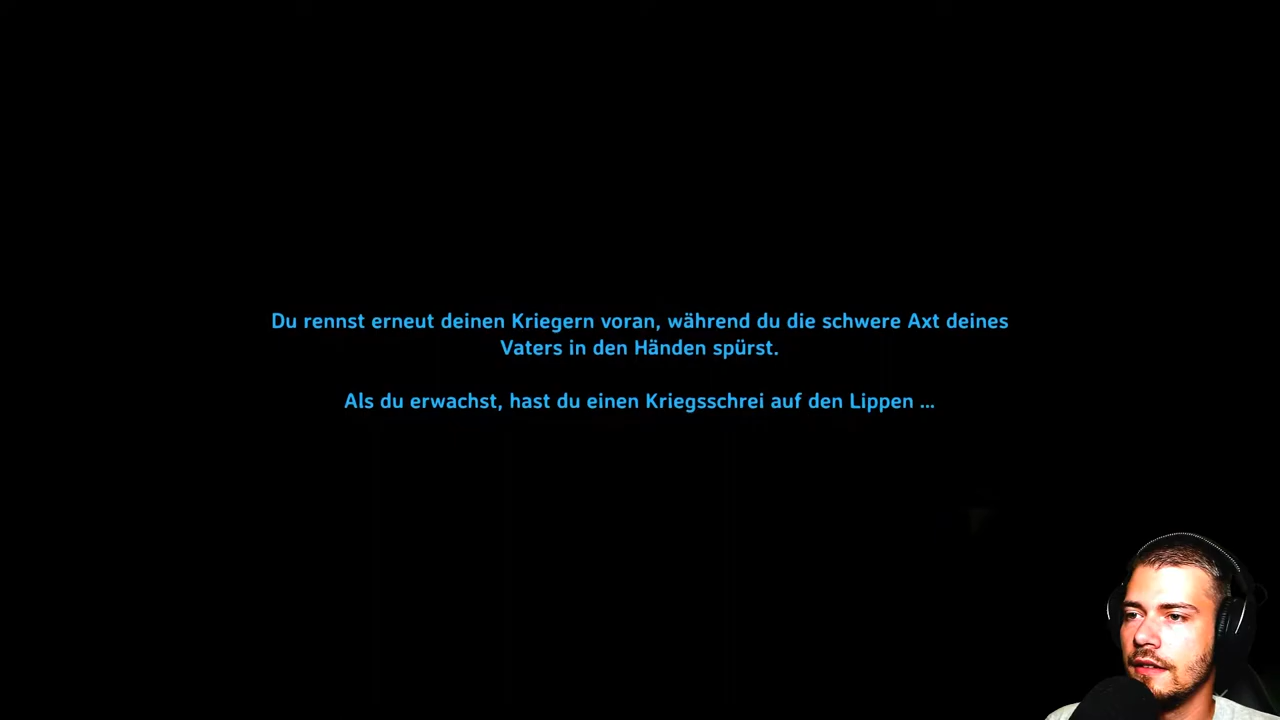 Du rennst erneut deinen Kriegern voran, während du die schwere Axt deines
Vaters in den Händen spürst.
Als du erwachst, hast du einen Kriegsschrei auf den Lippen ...